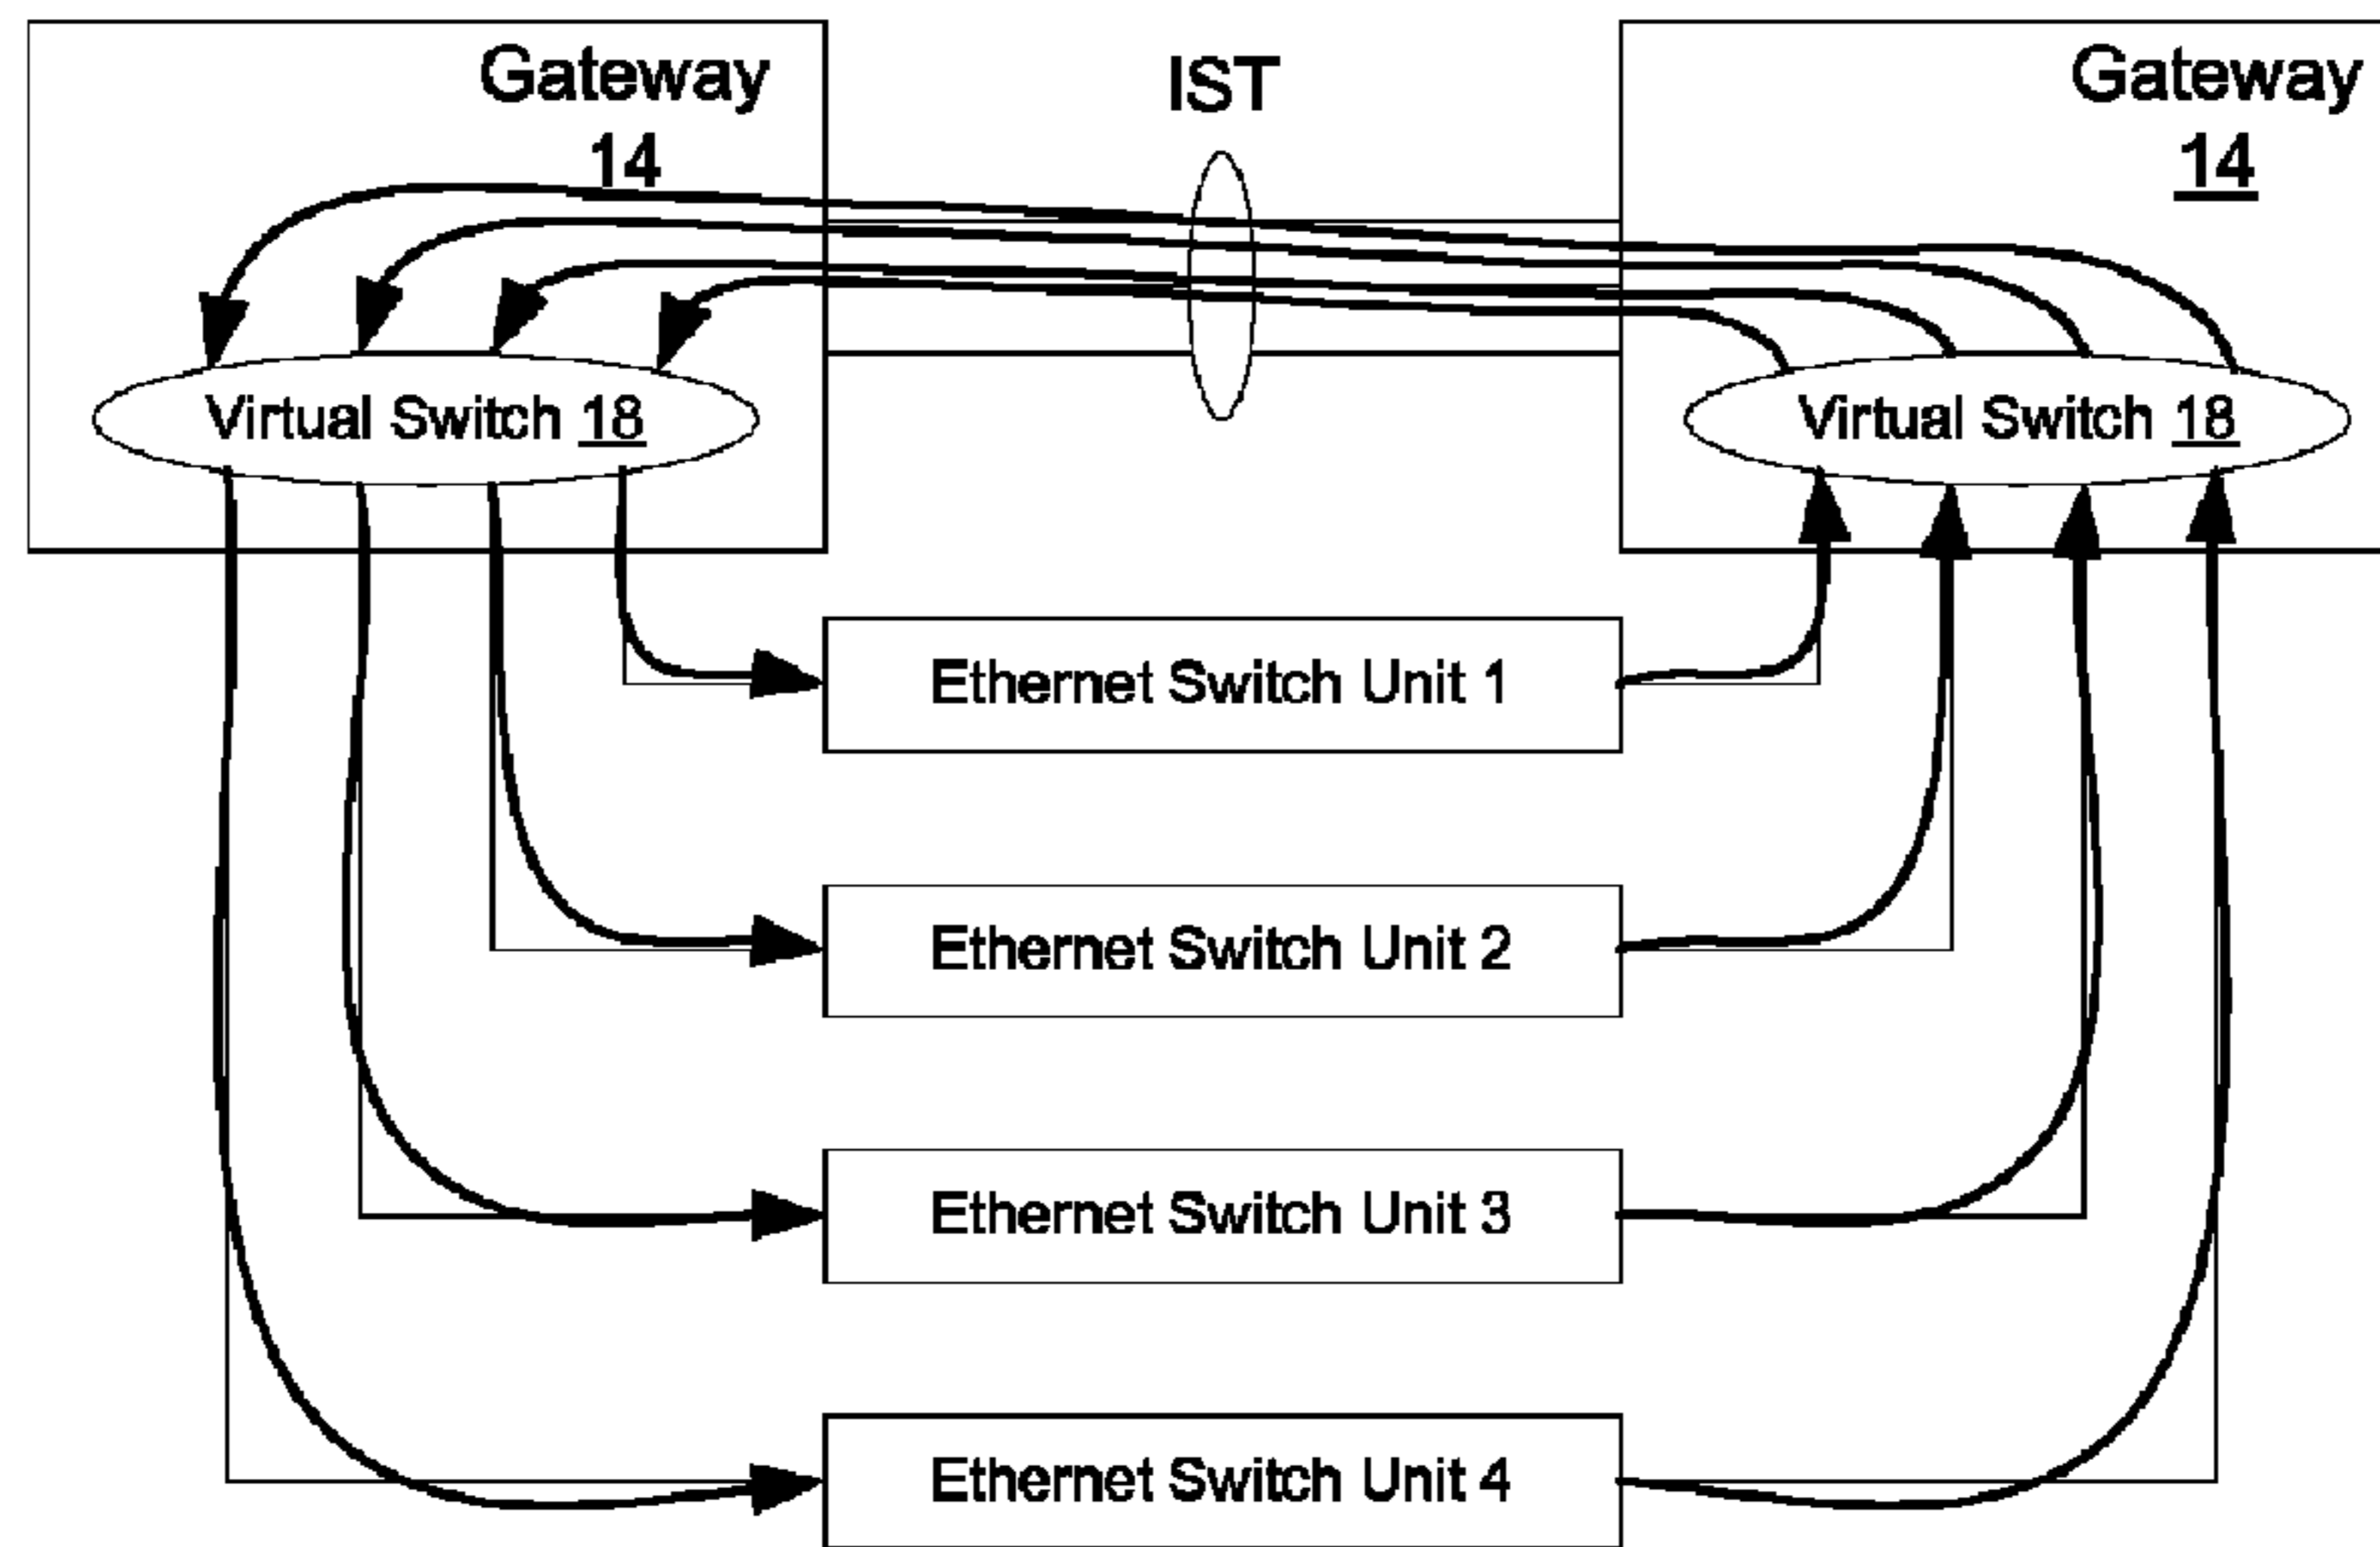 Gateway
14
IST
Gateway
14
Virtual Switch 18
Virtual Switch 18
Ethernet Switch Unit 1
Ethernet Switch Unit 2
Ethernet Switch Unit 3
Ethernet Switch Unit 4